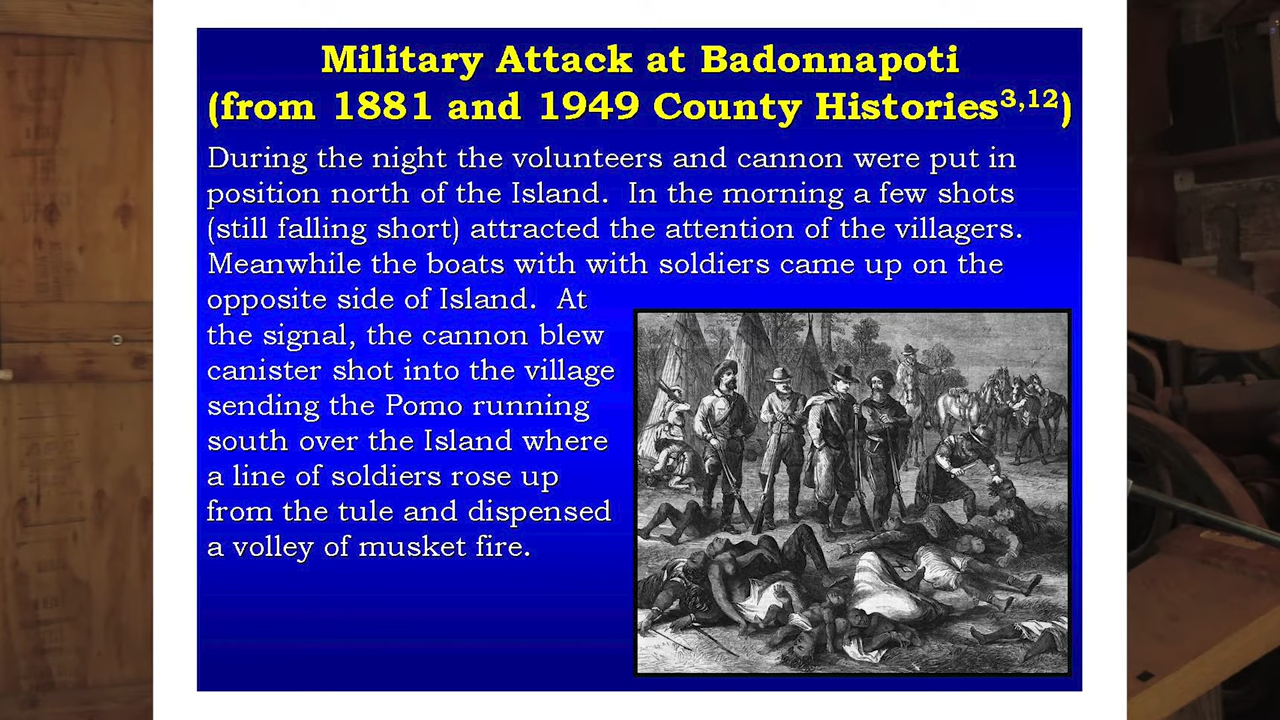 Military Attack at Badonnapoti
(from 1881 and 1949 County Histories3,12)
During the night the volunteers and cannon were put in
position north of the Island.  In the morning a few shots
(still falling short) attracted the attention of the villagers.
Meanwhile the boats with with soldiers came up on the
opposite side of Island.  At
the signal, the cannon blew
canister shot into the village
sending the Pomo running
south over the Island where
a line of soldiers rose up
from the tule and dispensed
a volley of musket fire.